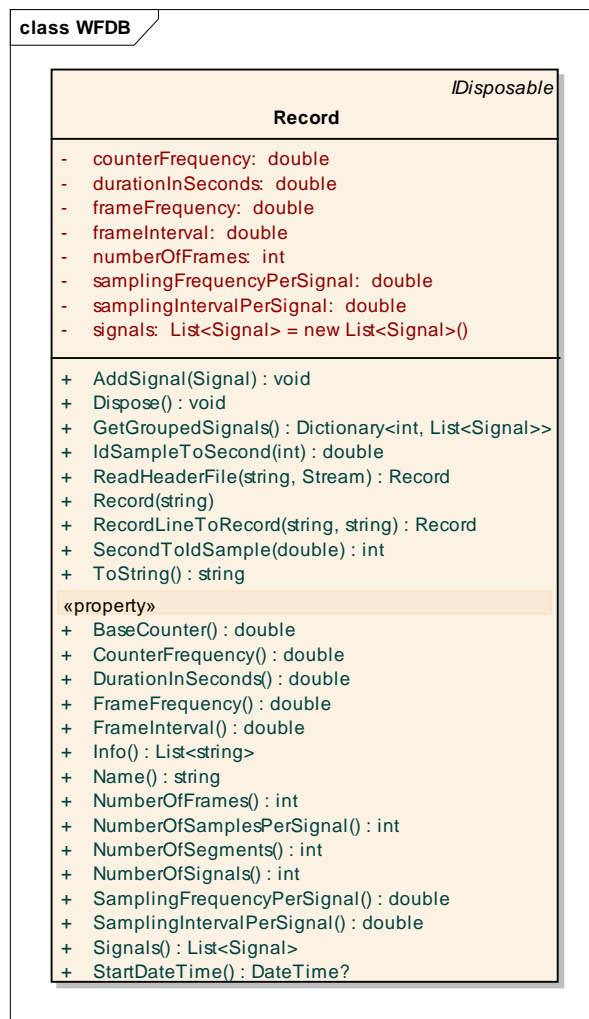 class WFDB
IDisposable
Record
- counterFrequency: double
- durationInSeconds: double
- frameFrequency: double
- frameInterval: double
- numberOfFrames: int
- samplingFrequencyPerSignal: double
- samplingIntervalPerSignal: double
- signals: List<Signal> = new List<Signal>()
+ AddSignal(Signal) : void
+ Dispose() : void
+ GetGroupedSignals() : Dictionary<int, List<Signal>>
+ IdSampleToSecond(int) : double
+ ReadHeaderFile(string, Stream) : Record
+ Record(string)
+ RecordLineToRecord(string, string) : Record
+ SecondToIdSample(double) : int
+ ToString() : string
«property»
+ BaseCounter() : double
+ CounterFrequency() : double
+ DurationInSeconds() : double
+ FrameFrequency() : double
+ FrameInterval() : double
+ Info() : List<string>
+ Name() : string
+ NumberOfFrames() : int
+ NumberOfSamplesPerSignal() : int
+ NumberOfSegments() : int
+ NumberOfSignals() : int
+ SamplingFrequencyPerSignal() : double
+ SamplingIntervalPerSignal() : double
+ Signals() : List<Signal>
+ StartDateTime() : DateTime?